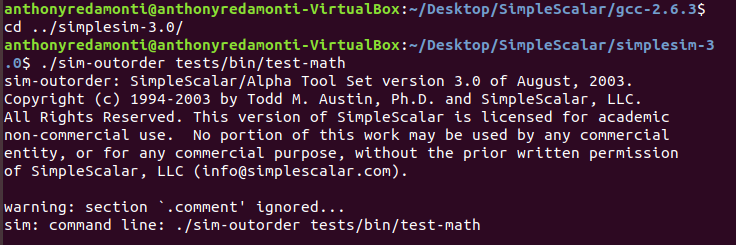 anthonyredamonti@anthonyredamonti-VirtualBox:~/Desktop/SimpleScalar/gcc-2.6.3$
cd ../simplesim-3.0/
anthonyredamonti@anthonyredamonti-VirtualBox:~/Desktop/SimpleScalar/simplesim-3
.0$ ./sim-outorder tests/bin/test-math
sim-outorder: SimpleScalar/Alpha Tool Set version 3.0 of August, 2003.
Copyright (c) 1994-2003 by Todd M. Austin, Ph.D. and SimpleScalar, LLC.
All Rights Reserved. This version of SimpleScalar is licensed for academic
non-commercial use.  No portion of this work may be used by any commercial
entity, or for any commercial purpose, without the prior written permission
of SimpleScalar, LLC (info@simplescalar.com).
warning: section `.comment' ignored...
sim: command line: ./sim-outorder tests/bin/test-math